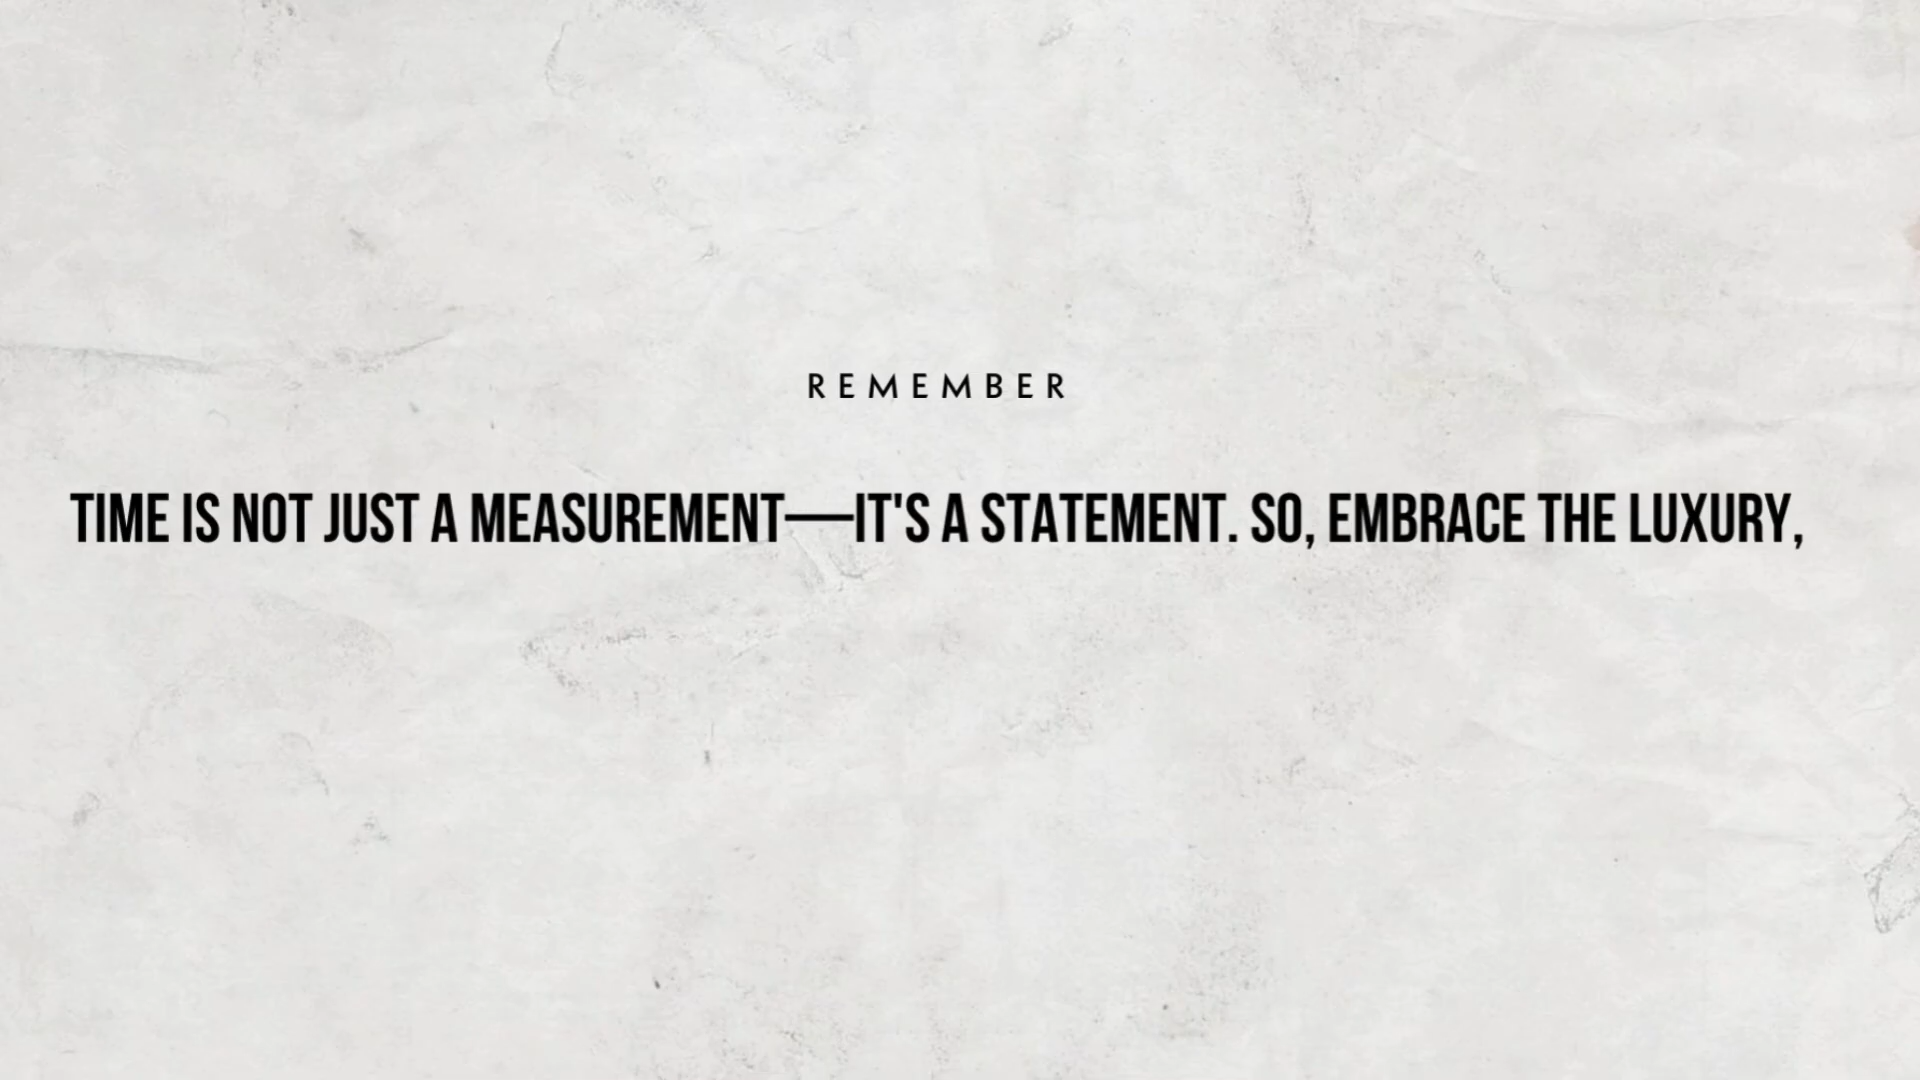 REMEMBER
TIME IS NOT JUST A MEASUREMENT—IT'S A STATEMENT. SO, EMBRACE THE LUXURY,